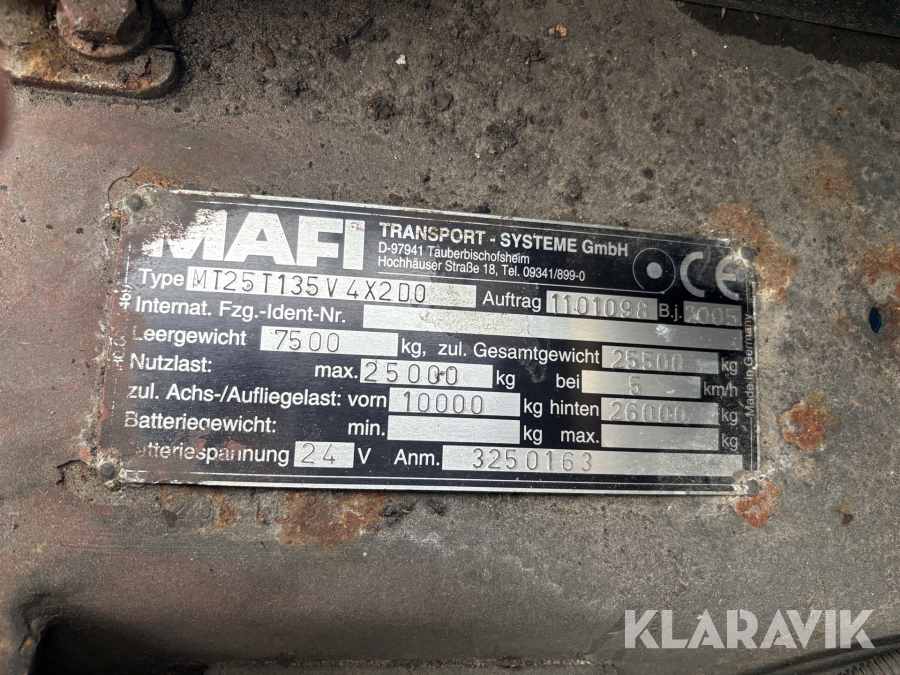 MAFI TRANSPORT - SYSTEME GmbH
D-97941 Tauberbischofsheim
Hochhäuser Straße 18, Tel. 09341/899-0
CE
Type MT25T135V4X2D0 Auftrag 1101098 B.j. 2005
Internat. Fzg.-Ident-Nr.
Leergewicht 7500 kg, zul. Gesamtgewicht 25500 kg
Nutzlast: max. 25000 kg bei 5 km/h
zul. Achs-/Aufliegelast: vorn 10000 kg hinten 26000 kg
Batteriegewicht: min. kg max. kg
24 V Anm. 3250163
Made in Germany
KLARAVIK